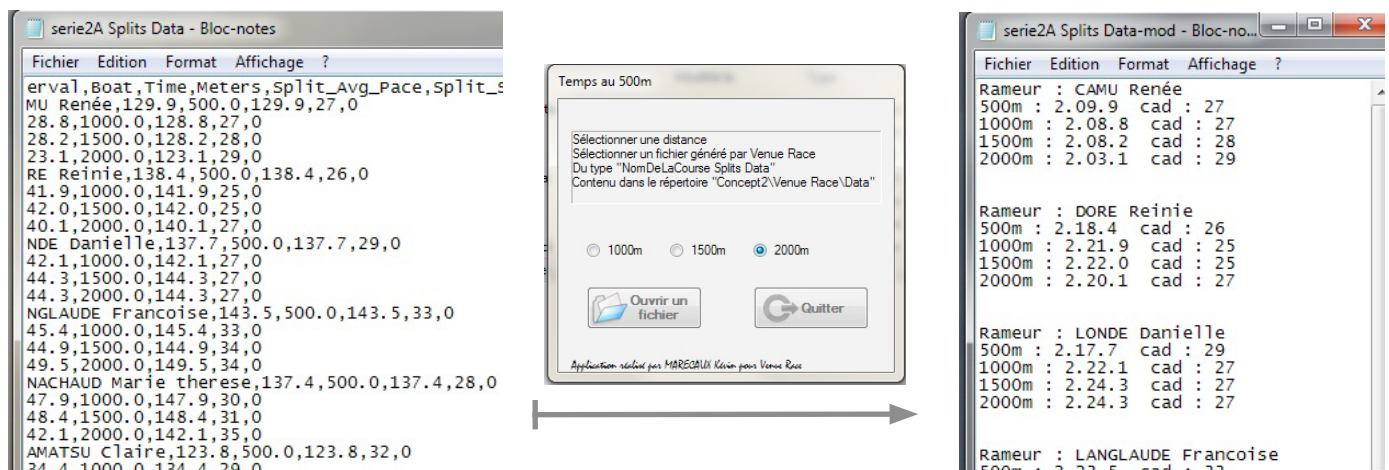 serie2A Splits Data - Bloc-notes
Fichier Edition Format Affichage ?
erval,Boat,Time,Meters,Split_Avg_Pace,Split_S
MU Renée,129.9,500.0,129.9,27,0
28.8,1000.0,128.8,27,0
28.2,1500.0,128.2,28,0
23.1,2000.0,123.1,29,0
RE Reinie,138.4,500.0,138.4,26,0
41.9,1000.0,141.9,25,0
42.0,1500.0,142.0,25,0
40.1,2000.0,140.1,27,0
NDE Danielle,137.7,500.0,137.7,29,0
42.1,1000.0,142.1,27,0
44.3,1500.0,144.3,27,0
44.3,2000.0,144.3,27,0
NGLAUDE Francoise,143.5,500.0,143.5,33,0
45.4,1000.0,145.4,33,0
44.9,1500.0,144.9,34,0
49.5,2000.0,149.5,34,0
NACHAUD Marie therese,137.4,500.0,137.4,28,0
47.9,1000.0,147.9,30,0
48.4,1500.0,148.4,31,0
42.1,2000.0,142.1,35,0
AMATSU Claire,123.8,500.0,123.8,32,0
34.4,1000.0,134.4,29,0
Temps au 500m
Sélectionner une distance
Sélectionner un fichier généré par Venue Race
Du type "NomDeLaCourse Splits Data"
Contenu dans le répertoire "Concept2\Venue Race\Data"
1000m 1500m 2000m
Ouvrir un
fichier
Quitter
Application réalisé par MARECAUX Kévin pour Venue Race
serie2A Splits Data-mod - Bloc-no...
Fichier Edition Format Affichage ?
Rameur : CAMU Renée
500m : 2.09.9 cad : 27
1000m : 2.08.8 cad : 27
1500m : 2.08.2 cad : 28
2000m : 2.03.1 cad : 29
Rameur : DORE Reinie
500m : 2.18.4 cad : 26
1000m : 2.21.9 cad : 25
1500m : 2.22.0 cad : 25
2000m : 2.20.1 cad : 27
Rameur : LONDE Danielle
500m : 2.17.7 cad : 29
1000m : 2.22.1 cad : 27
1500m : 2.24.3 cad : 27
2000m : 2.24.3 cad : 27
Rameur : LANGLAUDE Francoise
500m : 2.23.5 cad : 33